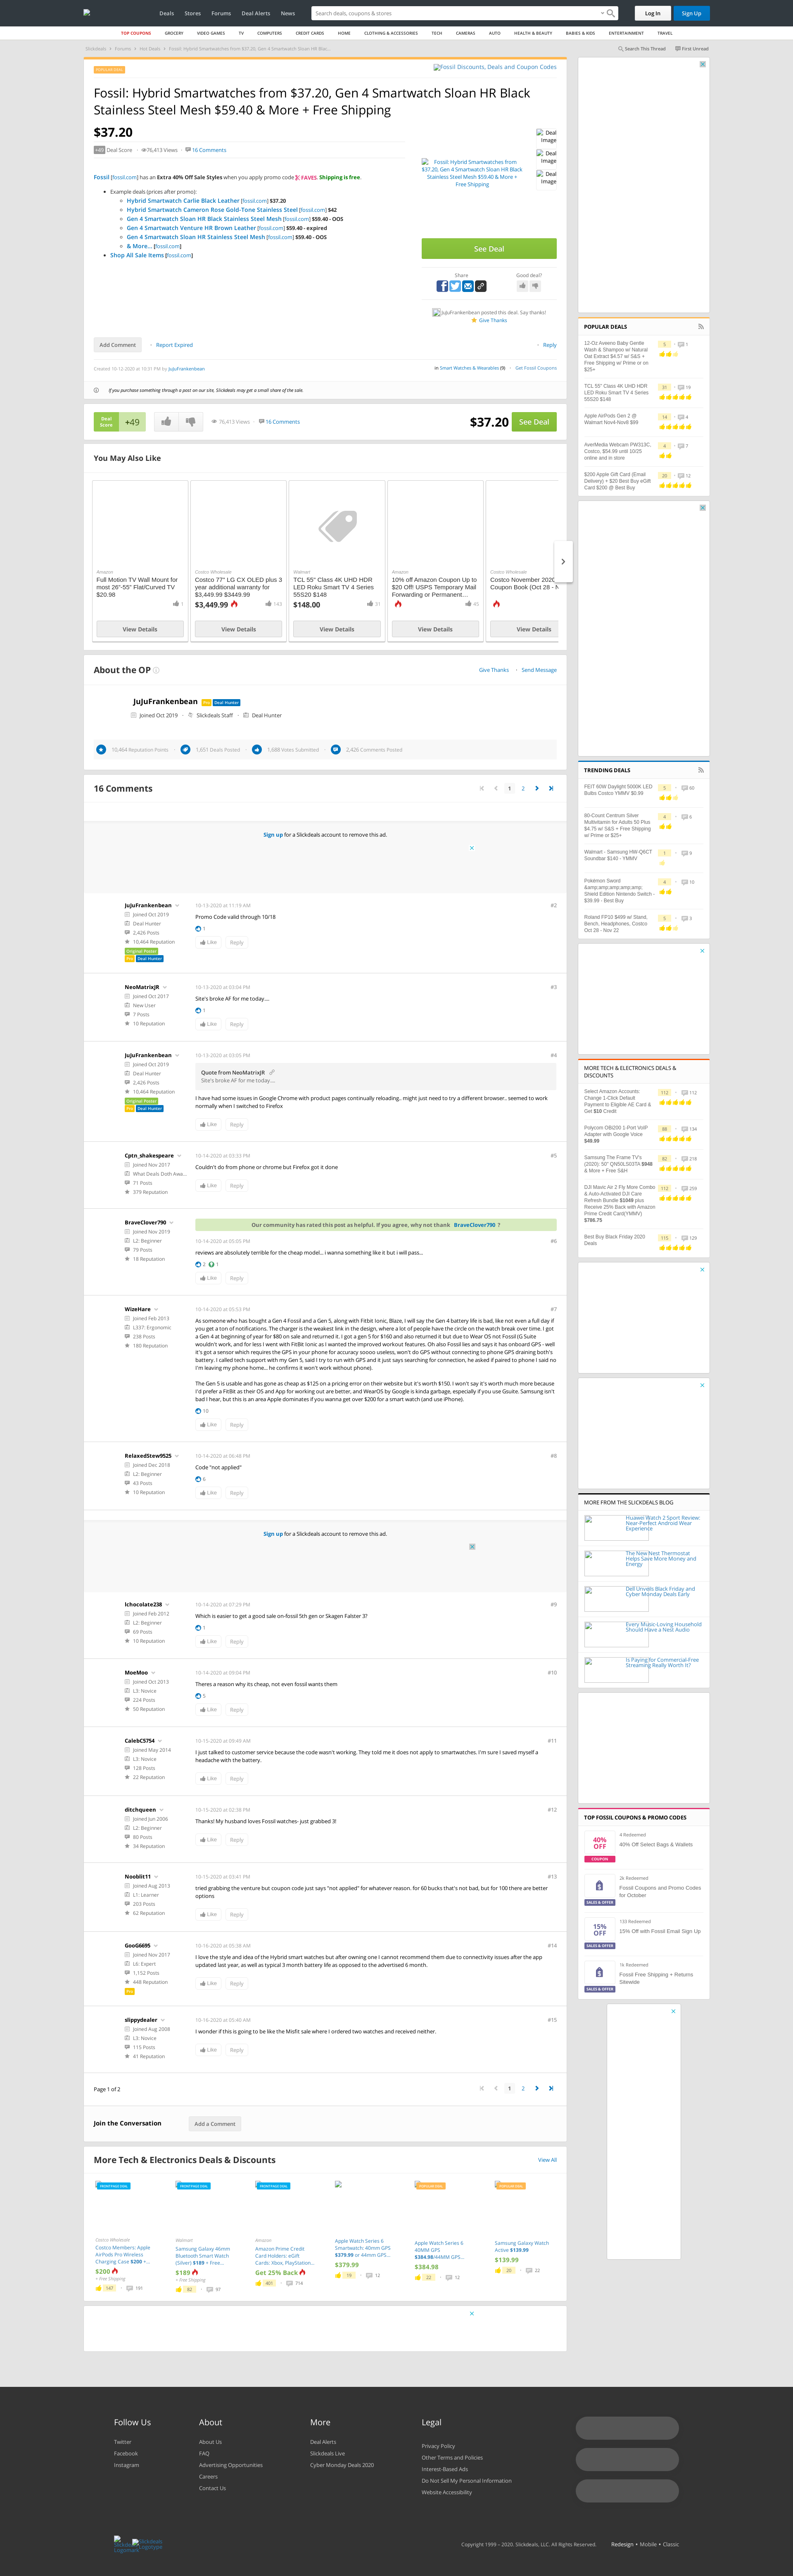 Deals Stores Forums Deal Alerts News
Search deals, coupons & stores
Log In Sign Up
TOP COUPONS GROCERY VIDEO GAMES TV COMPUTERS CREDIT CARDS HOME CLOTHING & ACCESSORIES TECH CAMERAS AUTO HEALTH & BEAUTY BABIES & KIDS ENTERTAINMENT TRAVEL
Slickdeals > Forums > Hot Deals > Fossil: Hybrid Smartwatches from $37.20, Gen 4 Smartwatch Sloan HR Blac...
Search This Thread First Unread
POPULAR DEAL
Fossil Discounts, Deals and Coupon Codes
Fossil: Hybrid Smartwatches from $37.20, Gen 4 Smartwatch Sloan HR Black
Stainless Steel Mesh $59.40 & More + Free Shipping
$37.20
+49 Deal Score 76,413 Views 16 Comments
Fossil [fossil.com] has an Extra 40% Off Sale Styles when you apply promo code FAVES. Shipping is free.
Example deals (prices after promo):
Hybrid Smartwatch Carlie Black Leather [fossil.com] $37.20
Hybrid Smartwatch Cameron Rose Gold-Tone Stainless Steel [fossil.com] $42
Gen 4 Smartwatch Sloan HR Black Stainless Steel Mesh [fossil.com] $59.40 - OOS
Gen 4 Smartwatch Venture HR Brown Leather [fossil.com] $59.40 - expired
Gen 4 Smartwatch Sloan HR Stainless Steel Mesh [fossil.com] $59.40 - OOS
& More... [fossil.com]
Shop All Sale Items [fossil.com]
Fossil: Hybrid Smartwatches from
$37.20, Gen 4 Smartwatch Sloan HR Black
Stainless Steel Mesh $59.40 & More +
Free Shipping
Deal
Image
Deal
Image
Deal
Image
See Deal
Share Good deal?
JuJuFrankenbean posted this deal. Say thanks!
Give Thanks
Add Comment Report Expired Reply
Created 10-12-2020 at 10:31 PM by JuJuFrankenbean
in Smart Watches & Wearables (9) Get Fossil Coupons
If you purchase something through a post on our site, Slickdeals may get a small share of the sale.
Deal
Score
+49
76,413 Views 16 Comments
$37.20 See Deal
You May Also Like
Amazon
Full Motion TV Wall Mount for
most 26"-55" Flat/Curved TV
$20.98
1
View Details
Costco Wholesale
Costco 77" LG CX OLED plus 3
year additional warranty for
$3,449.99 $3449.99
$3,449.99 143
View Details
Walmart
TCL 55" Class 4K UHD HDR
LED Roku Smart TV 4 Series
55S20 $148
$148.00 31
View Details
Amazon
10% off Amazon Coupon Up to
$20 Off! USPS Temporary Mail
Forwarding or Permanent...
View Details
Costco Wholesale
Costco November 2020
Coupon Book (Oct 28 - N
View Details
About the OP
Give Thanks Send Message
JuJuFrankenbean Pro Deal Hunter
Joined Oct 2019 Slickdeals Staff Deal Hunter
10,464 Reputation Points 1,651 Deals Posted 1,688 Votes Submitted 2,426 Comments Posted
16 Comments
1 2
Sign up for a Slickdeals account to remove this ad.
JuJuFrankenbean
Joined Oct 2019
Deal Hunter
2,426 Posts
10,464 Reputation
Original Poster
Pro Deal Hunter
10-13-2020 at 11:19 AM #2
Promo Code valid through 10/18
1
Like Reply
NeoMatrixJR
Joined Oct 2017
New User
7 Posts
10 Reputation
10-13-2020 at 03:04 PM #3
Site's broke AF for me today....
1
Like Reply
JuJuFrankenbean
Joined Oct 2019
Deal Hunter
2,426 Posts
10,464 Reputation
Original Poster
Pro Deal Hunter
10-13-2020 at 03:05 PM #4
Quote from NeoMatrixJR
Site's broke AF for me today....
I have had some issues in Google Chrome with product pages continually reloading.. might just need to try a different browser.. seemed to work
normally when I switched to Firefox
Like Reply
Cptn_shakespeare
Joined Nov 2017
What Deals Doth Awa...
71 Posts
379 Reputation
10-14-2020 at 03:33 PM #5
Couldn't do from phone or chrome but Firefox got it done
Like Reply
BraveClover790
Joined Nov 2019
L2: Beginner
79 Posts
18 Reputation
Our community has rated this post as helpful. If you agree, why not thank BraveClover790 ?
10-14-2020 at 05:05 PM #6
reviews are absolutely terrible for the cheap model... i wanna something like it but i will pass...
2 1
Like Reply
WizeHare
Joined Feb 2013
L337: Ergonomic
238 Posts
180 Reputation
10-14-2020 at 05:53 PM #7
As someone who has bought a Gen 4 Fossil and a Gen 5, along with Fitbit Ionic, Blaze, I will say the Gen 4 battery life is bad, like not even a full day if
you get a ton of notifications. The charger is the weakest link in the design, where a lot of people have the circle on the watch break over time. I got
a Gen 4 at beginning of year for $80 on sale and returned it. I got a gen 5 for $160 and also returned it but due to to Wear OS not Fossil (G.Suite
wouldn't work, and for less I went with FitBit Ionic as I wanted the improved workout features. Oh also Fossil lies and says it has onboard GPS - well
it's got a sensor which requires the GPS in your phone for accuracy soooo useless, won't do GPS without phone connected. Ionic phenomenal GPS
both battery. I called tech support with my Gen 5, said I try to run with GPS and it just says searching for connection, he asked if paired to phone I said no
I'm leaving my phone home... he confirms it won't work without phone).
The Gen 5 is usable and has gone as cheap as $125 on a pricing error on their website but it's worth $150, I won't say it's worth much more because
I'd prefer a FitBit as their OS and App for working out are better, and WearOS by Google is kinda garbage, especially if you use Gsuite. Samsung isn't
bad I hear, but this is an area Apple dominates if you wanna get over $200 for a smart watch (and use iPhone).
10
Like Reply
RelaxedStew9525
Joined Dec 2018
L2: Beginner
43 Posts
10 Reputation
10-14-2020 at 06:48 PM #8
Code "not applied"
6
Like Reply
Sign up for a Slickdeals account to remove this ad.
lchocolate238
Joined Feb 2012
L2: Beginner
69 Posts
10 Reputation
10-14-2020 at 07:29 PM #9
Which is easier to get a good sale on-fossil 5th gen or Skagen Falster 3?
1
Like Reply
MoeMoo
Joined Oct 2013
L3: Novice
224 Posts
50 Reputation
10-14-2020 at 09:04 PM #10
Theres a reason why its cheap, not even fossil wants them
5
Like Reply
CalebC5754
Joined May 2014
L3: Novice
128 Posts
22 Reputation
10-15-2020 at 09:49 AM #11
I just talked to customer service because the code wasn't working. They told me it does not apply to smartwatches. I'm sure I saved myself a
headache with the battery..
Like Reply
ditchqueen
Joined Jun 2006
L2: Beginner
80 Posts
34 Reputation
10-15-2020 at 02:38 PM #12
Thanks! My husband loves Fossil watches- just grabbed 3!
Like Reply
Nooblit11
Joined Aug 2013
L1: Learner
203 Posts
62 Reputation
10-15-2020 at 03:41 PM #13
tried grabbing the venture but coupon code just says "not applied" for whatever reason. for 60 bucks that's not bad, but for 100 there are better
options
Like Reply
GooG6695
Joined Nov 2017
L6: Expert
1,152 Posts
448 Reputation
Pro
10-16-2020 at 05:38 AM #14
I love the style and idea of the Hybrid smart watches but after owning one I cannot recommend them due to connectivity issues after the app
updated last year, as well as typical 3 month battery life as opposed to the advertised 6 month.
Like Reply
slippydealer
Joined Aug 2008
L3: Novice
115 Posts
41 Reputation
10-16-2020 at 05:40 AM #15
I wonder if this is going to be like the Misfit sale where I ordered two watches and received neither.
Like Reply
Page 1 of 2
1 2
Join the Conversation Add a Comment
More Tech & Electronics Deals & Discounts View All
FRONTPAGE DEAL
Costco Wholesale
Costco Members: Apple
AirPods Pro Wireless
Charging Case $200 +...
$200
+ Free Shipping
147 191
FRONTPAGE DEAL
Walmart
Samsung Galaxy 46mm
Bluetooth Smart Watch
(Silver) $189 + Free...
$189
+ Free Shipping
82 97
FRONTPAGE DEAL
Amazon
Amazon Prime Credit
Card Holders: eGift
Cards: Xbox, PlayStation...
Get 25% Back
401 714
Apple Watch Series 6
Smartwatch: 40mm GPS
$379.99 or 44mm GPS...
$379.99
19 12
POPULAR DEAL
Apple Watch Series 6
40MM GPS
$384.98/44MM GPS...
$384.98
22 12
POPULAR DEAL
Samsung Galaxy Watch
Active $139.99
$139.99
20 22
POPULAR DEALS
12-Oz Aveeno Baby Gentle
Wash & Shampoo w/ Natural
Oat Extract $4.57 w/ S&S +
Free Shipping w/ Prime or on
$25+
5 1
TCL 55" Class 4K UHD HDR
LED Roku Smart TV 4 Series
55S20 $148
31 19
Apple AirPods Gen 2 @
Walmart Nov4-Nov8 $99
14 4
AverMedia Webcam PW313C,
Costco, $54.99 until 10/25
online and in store
4 7
$200 Apple Gift Card (Email
Delivery) + $20 Best Buy eGift
Card $200 @ Best Buy
20 12
TRENDING DEALS
FEIT 60W Daylight 5000K LED
Bulbs Costco YMMV $0.99
5 60
80-Count Centrum Silver
Multivitamin for Adults 50 Plus
$4.75 w/ S&S + Free Shipping
w/ Prime or $25+
4 6
Walmart - Samsung HW-Q6CT
Soundbar $140 - YMMV
1 9
Pokémon Sword
&amp;amp;amp;amp;amp;
Shield Edition Nintendo Switch -
$39.99 - Best Buy
4 10
Roland FP10 $499 w/ Stand,
Bench, Headphones. Costco
Oct 26 - Nov 22
5 3
MORE TECH & ELECTRONICS DEALS &
DISCOUNTS
Select Amazon Accounts:
Change 1-Click Default
Payment to Eligible AE Card &
Get $10 Credit
112 112
Polycom OBi200 1-Port VoIP
Adapter with Google Voice
$49.99
88 134
Samsung The Frame TV's
(2020): 50" QN50LS03TA $948
& More + Free S&H
82 218
DJI Mavic Air 2 Fly More Combo
& Auto-Activated DJI Care
Refresh Bundle $1049 plus
Receive 25% Back with Amazon
Prime Credit Card(YMMV)
$786.75
112 259
Best Buy Black Friday 2020
Deals
115 129
MORE FROM THE SLICKDEALS BLOG
Huawei Watch 2 Sport Review:
Near-Perfect Android Wear
Experience
The New Nest Thermostat
Helps Save More Money and
Energy
Dell Unveils Black Friday and
Cyber Monday Deals Early
Every Music-Loving Household
Should Have a Nest Audio
Is Paying for Commercial-Free
Streaming Really Worth It?
TOP FOSSIL COUPONS & PROMO CODES
40%
OFF
COUPON
4 Redeemed
40% Off Select Bags & Wallets
SALES & OFFER
2k Redeemed
Fossil Coupons and Promo Codes
for October
15%
OFF
SALES & OFFER
133 Redeemed
15% Off with Fossil Email Sign Up
SALES & OFFER
1k Redeemed
Fossil Free Shipping + Returns
Sitewide
Follow Us
Twitter
Facebook
Instagram
About
About Us
FAQ
Advertising Opportunities
Careers
Contact Us
More
Deal Alerts
Slickdeals Live
Cyber Monday Deals 2020
Legal
Privacy Policy
Other Terms and Policies
Interest-Based Ads
Do Not Sell My Personal Information
Website Accessibility
Copyright 1999 – 2020. Slickdeals, LLC. All Rights Reserved. Redesign • Mobile • Classic